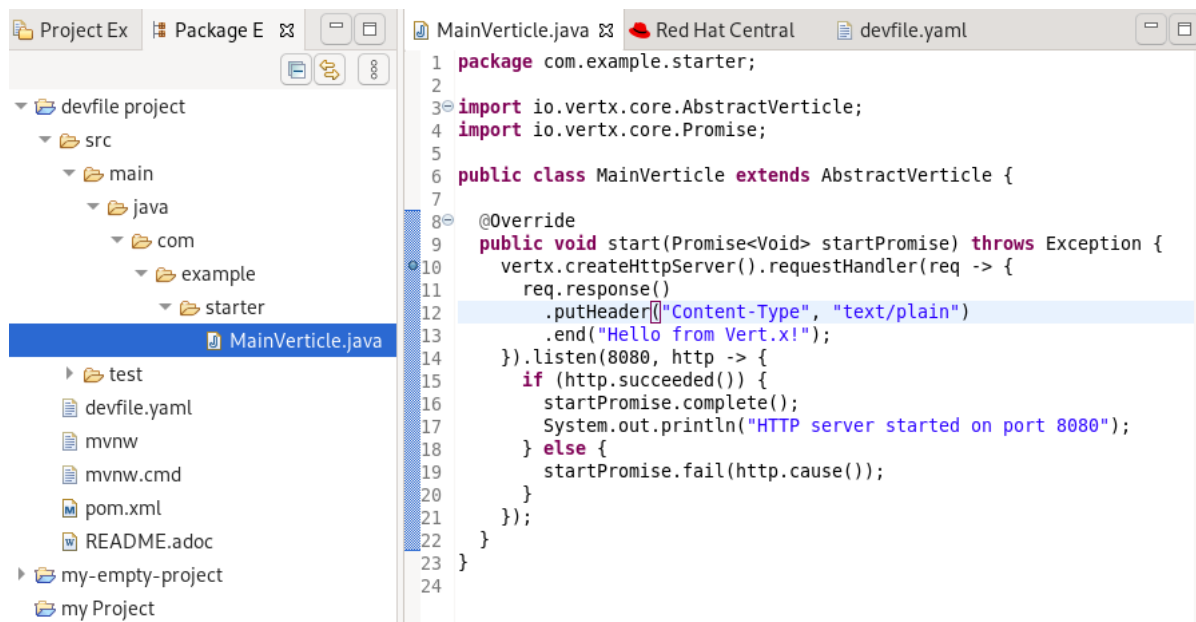 Project Ex
Package E
devfile project
src
main
java
com
example
starter
MainVerticle.java
test
devfile.yaml
mvnw
mvnw.cmd
pom.xml
README.adoc
my-empty-project
my Project
MainVerticle.java
Red Hat Central
devfile.yaml
1 package com.example.starter;
2
3 import io.vertx.core.AbstractVerticle;
4 import io.vertx.core.Promise;
5
6 public class MainVerticle extends AbstractVerticle {
7
8   @Override
9   public void start(Promise<Void> startPromise) throws Exception {
10     vertx.createHttpServer().requestHandler(req -> {
11       req.response()
12         .putHeader("Content-Type", "text/plain")
13         .end("Hello from Vert.x!");
14     }).listen(8080, http -> {
15       if (http.succeeded()) {
16         startPromise.complete();
17         System.out.println("HTTP server started on port 8080");
18       } else {
19         startPromise.fail(http.cause());
20       }
21     });
22   }
23 }
24